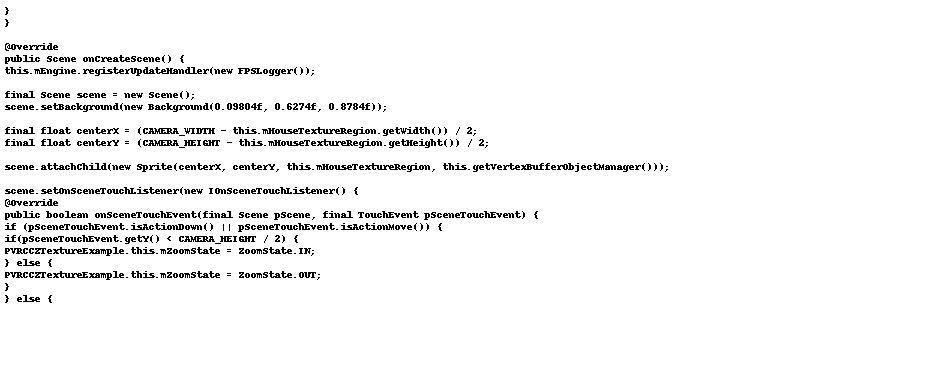 }
}
@Override
public Scene onCreateScene() {
this.mEngine.registerUpdateHandler(new FPSLogger());
final Scene scene = new Scene();
scene.setBackground(new Background(0.09804f, 0.6274f, 0.8784f));
final float centerX = (CAMERA_WIDTH - this.mHouseTextureRegion.getWidth()) / 2;
final float centerY = (CAMERA_HEIGHT - this.mHouseTextureRegion.getHeight()) / 2;
scene.attachChild(new Sprite(centerX, centerY, this.mHouseTextureRegion, this.getVertexBufferObjectManager()));
scene.setOnSceneTouchListener(new IOnSceneTouchListener() {
@Override
public boolean onSceneTouchEvent(final Scene pScene, final TouchEvent pSceneTouchEvent) {
if (pSceneTouchEvent.isActionDown() || pSceneTouchEvent.isActionMove()) {
if(pSceneTouchEvent.getY() < CAMERA_HEIGHT / 2) {
PVRCCZTextureExample.this.mZoomState = ZoomState.IN;
} else {
PVRCCZTextureExample.this.mZoomState = ZoomState.OUT;
}
} else {